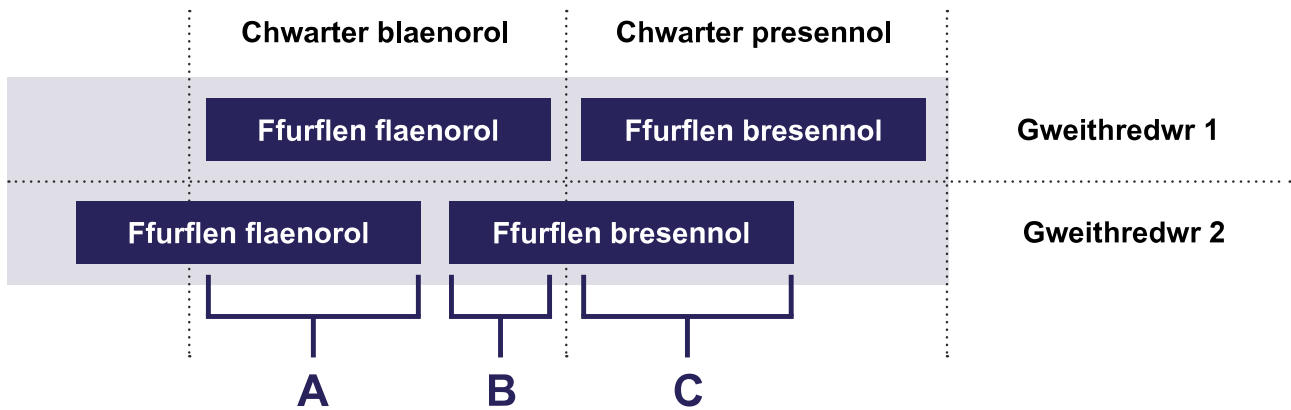 Chwarter blaenorol
Chwarter presennol
Ffurflen flaenorol
Ffurflen bresennol
Gweithredwr 1
Ffurflen flaenorol
Ffurflen bresennol
Gweithredwr 2
A
B
C